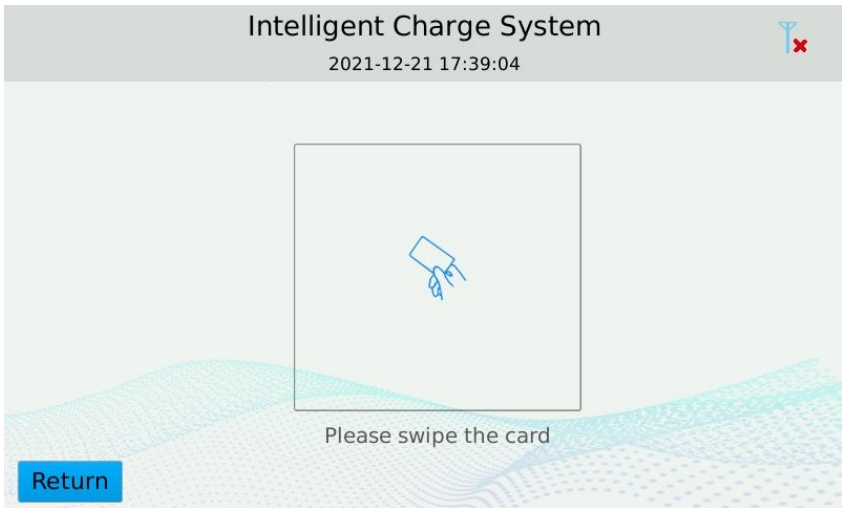 Intelligent Charge System
2021-12-21 17:39:04
Please swipe the card
Return